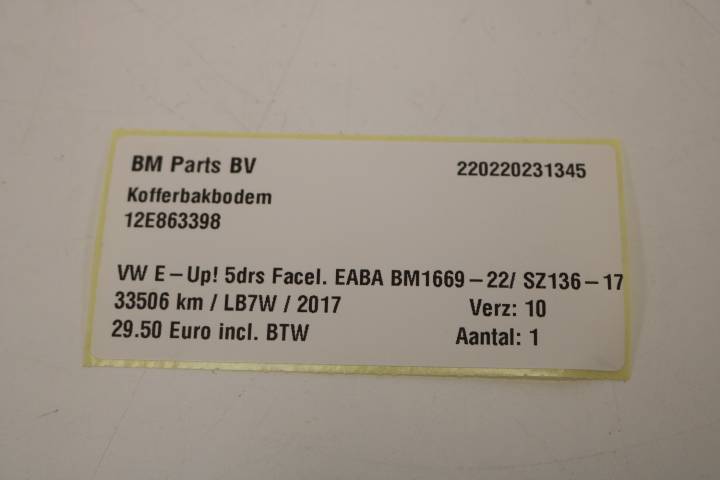 BM Parts BV 220220231345
Kofferbakbodem
12E863398
VW E-Up! 5drs Facel. EABA BM1669-22/ SZ136-17
33506 km / LB7W / 2017 Verz: 10
29.50 Euro incl. BTW Aantal: 1